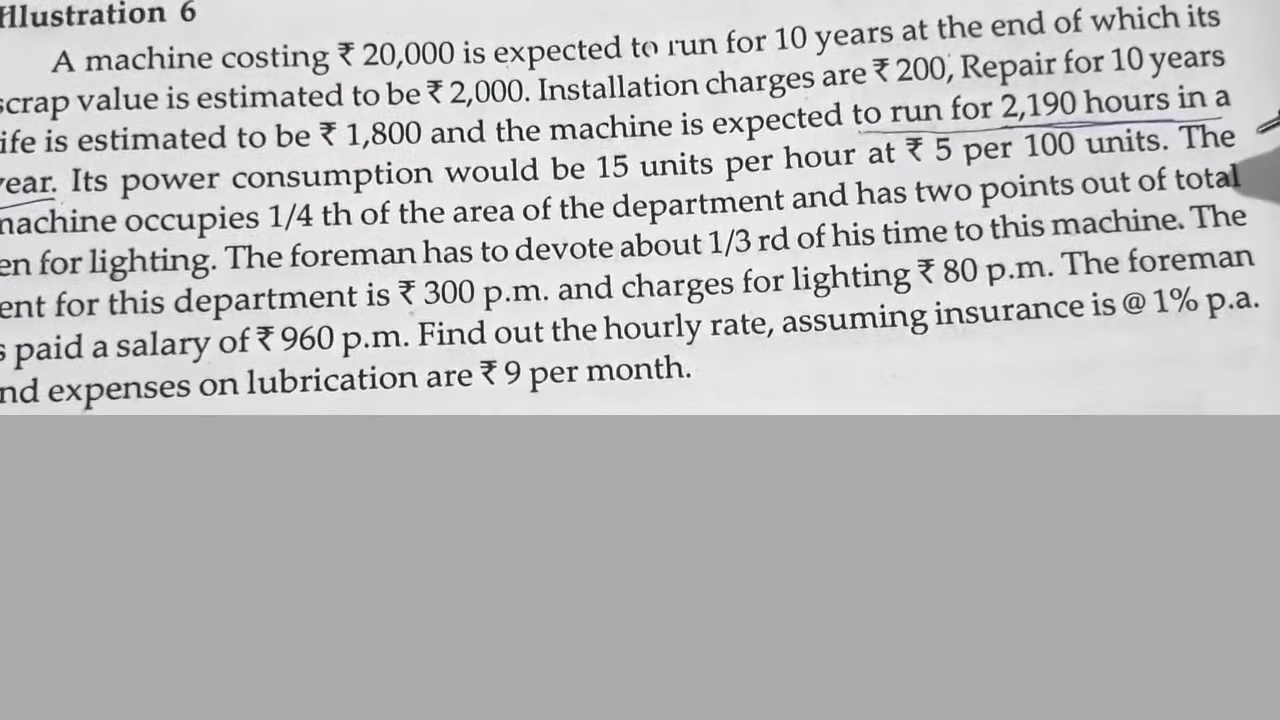 Illustration 6
A machine costing ₹ 20,000 is expected to run for 10 years at the end of which its
scrap value is estimated to be ₹ 2,000. Installation charges are ₹ 200, Repair for 10 years
ife is estimated to be ₹ 1,800 and the machine is expected to run for 2,190 hours in a
year. Its power consumption would be 15 units per hour at ₹ 5 per 100 units. The
machine occupies 1/4 th of the area of the department and has two points out of total
en for lighting. The foreman has to devote about 1/3 rd of his time to this machine. The
ent for this department is ₹ 300 p.m. and charges for lighting ₹ 80 p.m. The foreman
s paid a salary of ₹ 960 p.m. Find out the hourly rate, assuming insurance is @ 1% p.a.
nd expenses on lubrication are ₹ 9 per month.